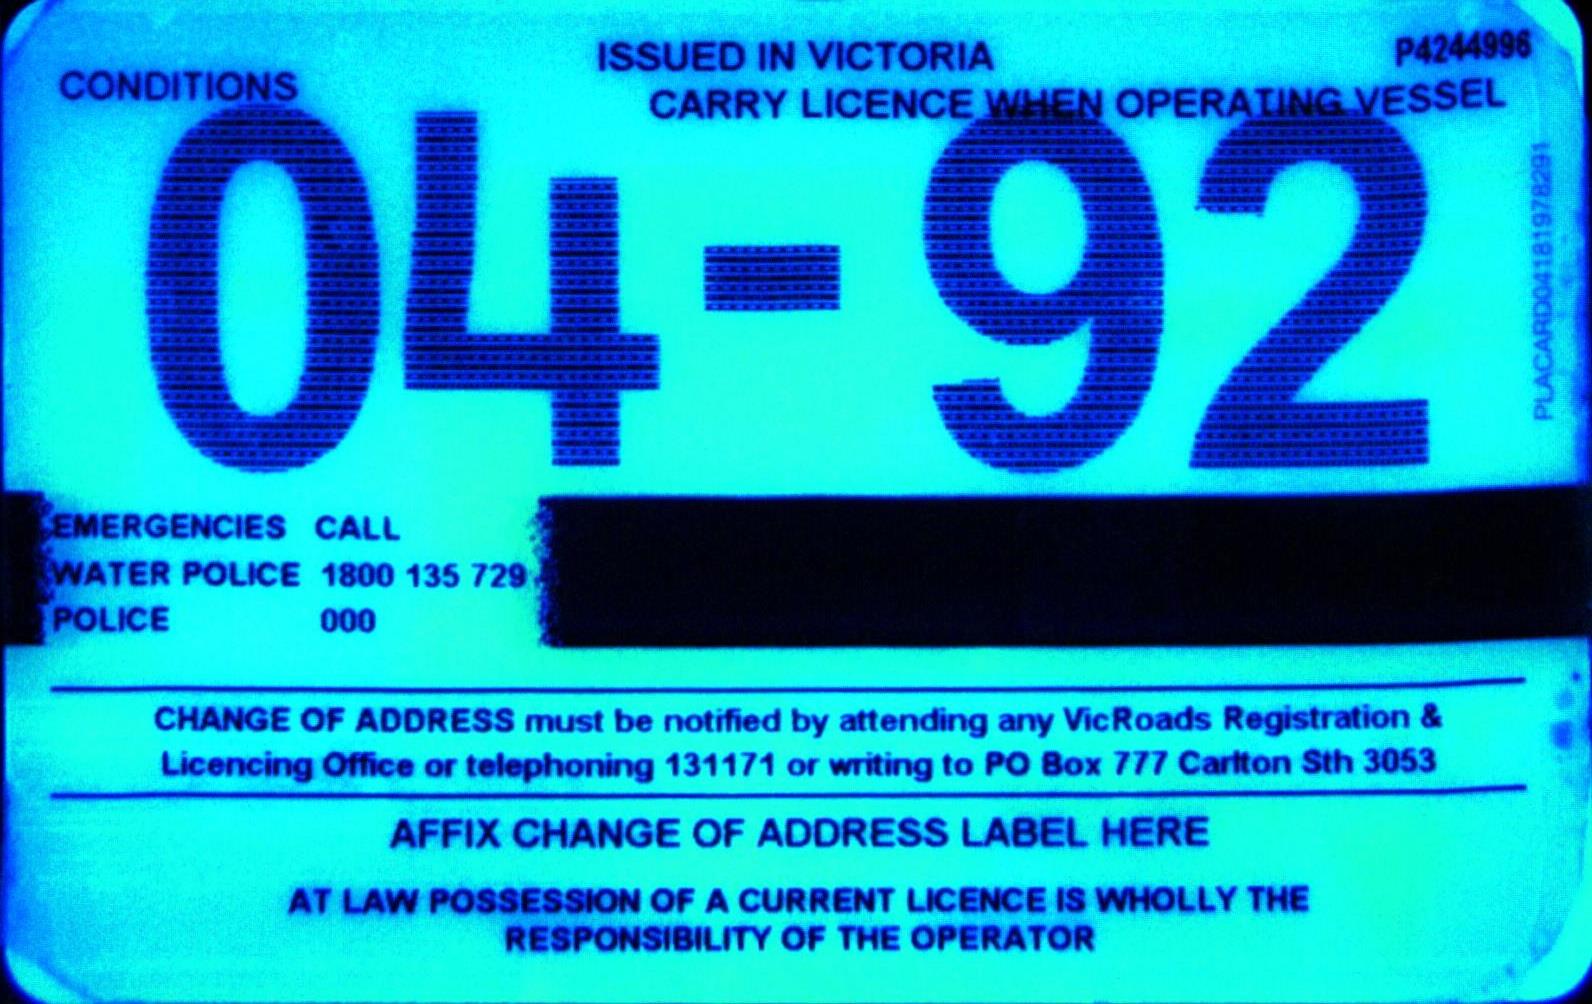 ISSUED IN VICTORIA
P4244996
CONDITIONS
CARRY LICENCE WHEN OPERATING VESSEL
04-92
PLACARD004181978291
EMERGENCIES CALL
WATER POLICE 1800 135 729
POLICE 000
CHANGE OF ADDRESS must be notified by attending any VicRoads Registration &
Licencing Office or telephoning 131171 or writing to PO Box 777 Carlton Sth 3053
AFFIX CHANGE OF ADDRESS LABEL HERE
AT LAW POSSESSION OF A CURRENT LICENCE IS WHOLLY THE
RESPONSIBILITY OF THE OPERATOR